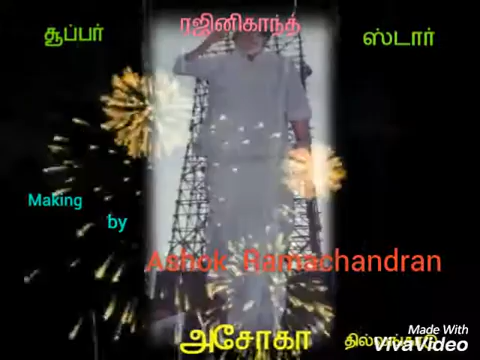 சூப்பர் ரஜினிகாந்த் ஸ்டார்
Making
by
Ashok Ramachandran
அசோகா
Made With
VivaVideo